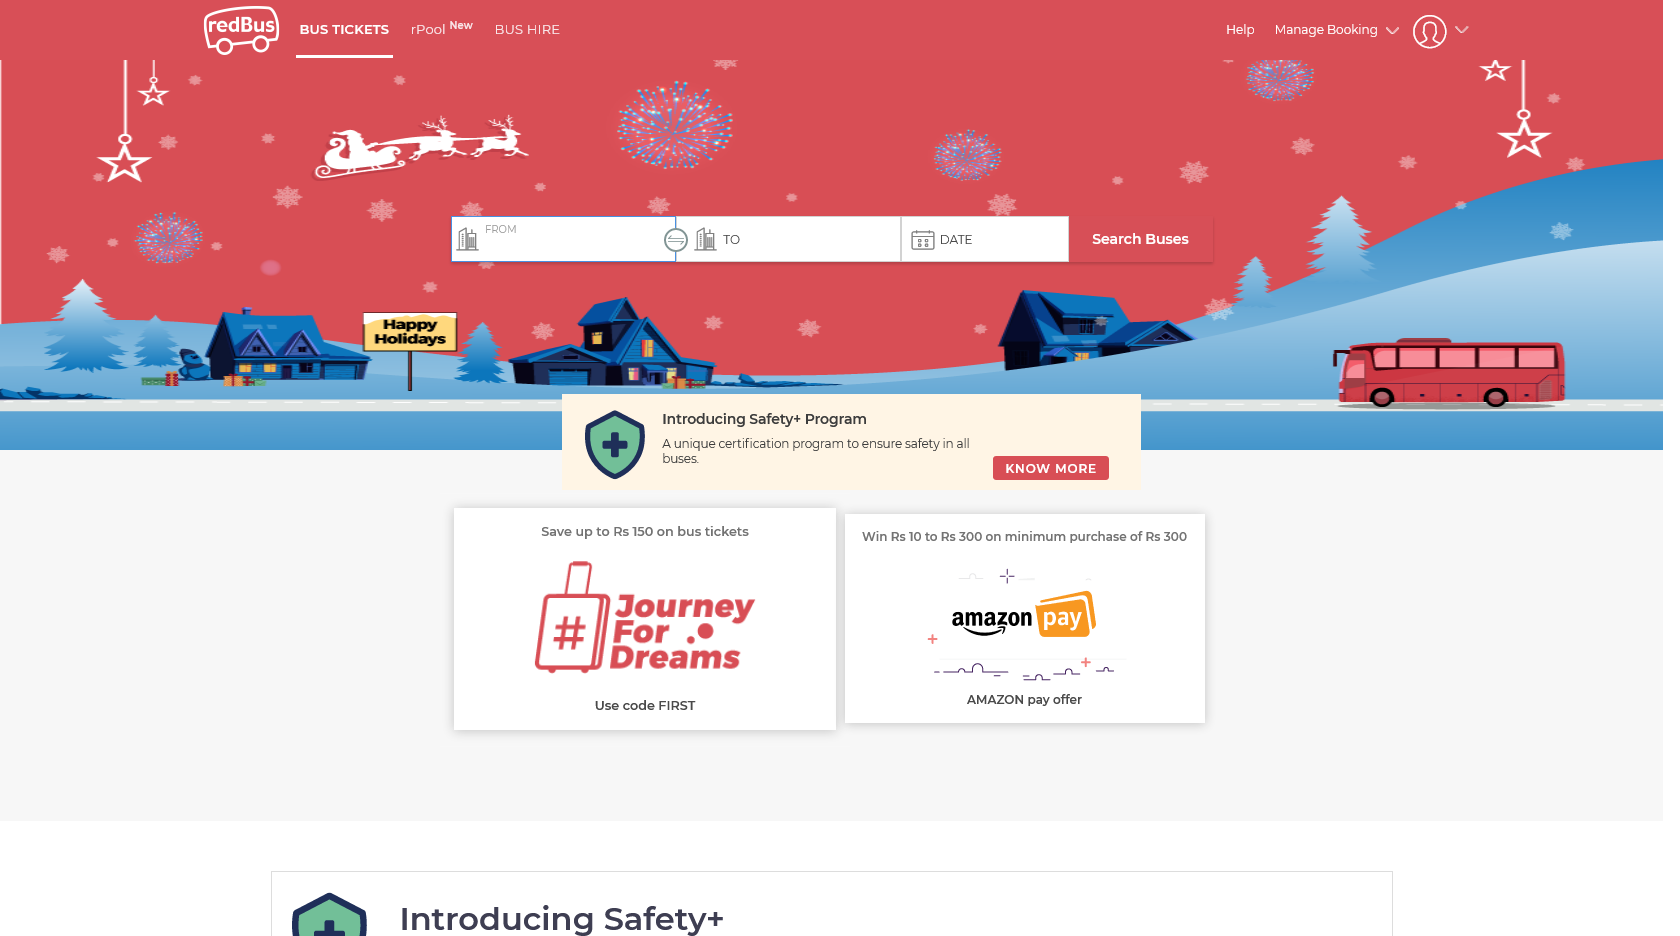 redBus
BUS TICKETS
rPool New
BUS HIRE
Help
Manage Booking
FROM
TO
DATE
Search Buses
Happy
Holidays
Introducing Safety+ Program
A unique certification program to ensure safety in all
buses.
KNOW MORE
Save up to Rs 150 on bus tickets
# Journey
For
Dreams
Use code FIRST
Win Rs 10 to Rs 300 on minimum purchase of Rs 300
amazon pay
AMAZON pay offer
Introducing Safety+